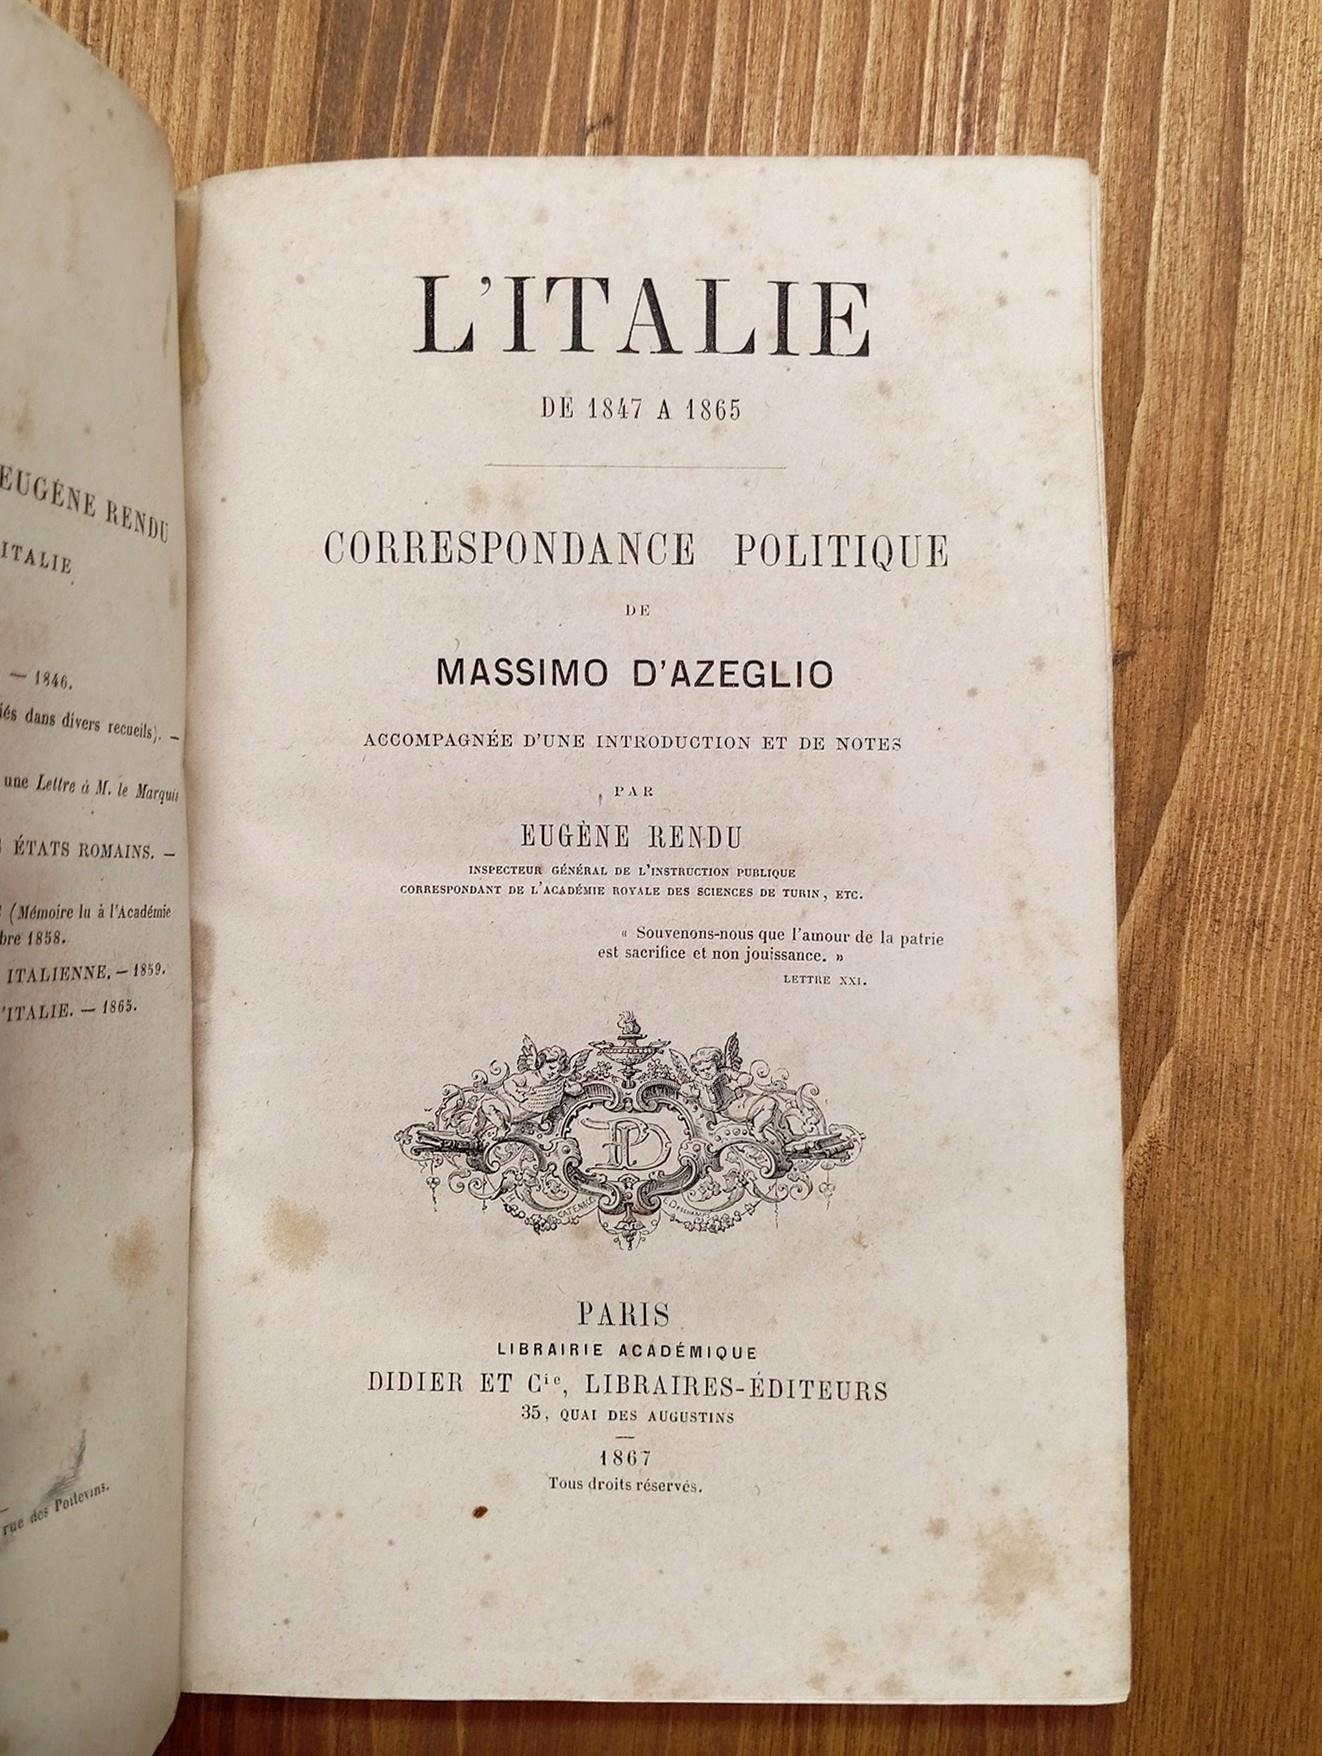 EUGÈNE RENDU
ITALIE
— 1846.
dans divers recueils). —
une Lettre à M. le Marquis
ÉTATS ROMAINS. —
(Mémoire lu à l'Académie
bre 1858.
ITALIENNE. — 1859.
'ITALIE. — 1865.
rue des Poitevins.
L'ITALIE
DE 1847 A 1865
CORRESPONDANCE POLITIQUE
DE
MASSIMO D'AZEGLIO
ACCOMPAGNÉE D'UNE INTRODUCTION ET DE NOTES
PAR
EUGÈNE RENDU
INSPECTEUR GÉNÉRAL DE L'INSTRUCTION PUBLIQUE
CORRESPONDANT DE L'ACADÉMIE ROYALE DES SCIENCES DE TURIN, ETC.
« Souvenons-nous que l'amour de la patrie
est sacrifice et non jouissance. »
LETTRE XXI.
PARIS
LIBRAIRIE ACADÉMIQUE
DIDIER ET Cie, LIBRAIRES-ÉDITEURS
35, QUAI DES AUGUSTINS
1867
Tous droits réservés.